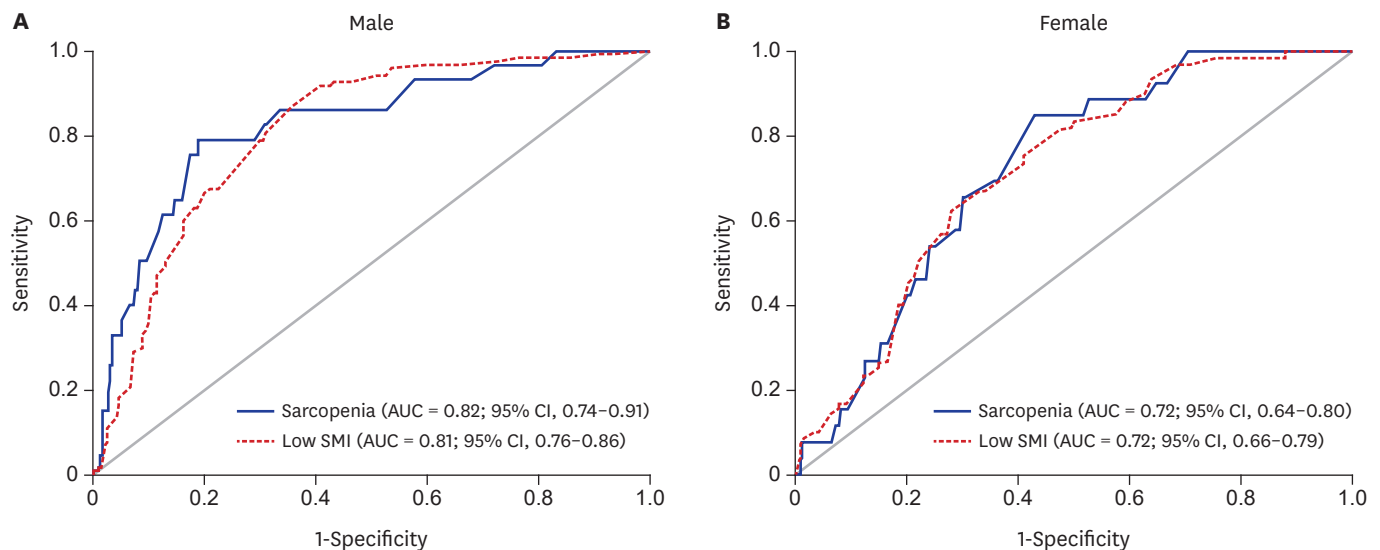 A
Male
1.0
0.8
0.6
0.4
0.2
0
Sensitivity
Sarcopenia (AUC = 0.82; 95% CI, 0.74–0.91)
Low SMI (AUC = 0.81; 95% CI, 0.76–0.86)
0 0.2 0.4 0.6 0.8 1.0
1-Specificity
B
Female
1.0
0.8
0.6
0.4
0.2
0
Sensitivity
Sarcopenia (AUC = 0.72; 95% CI, 0.64–0.80)
Low SMI (AUC = 0.72; 95% CI, 0.66–0.79)
0 0.2 0.4 0.6 0.8 1.0
1-Specificity